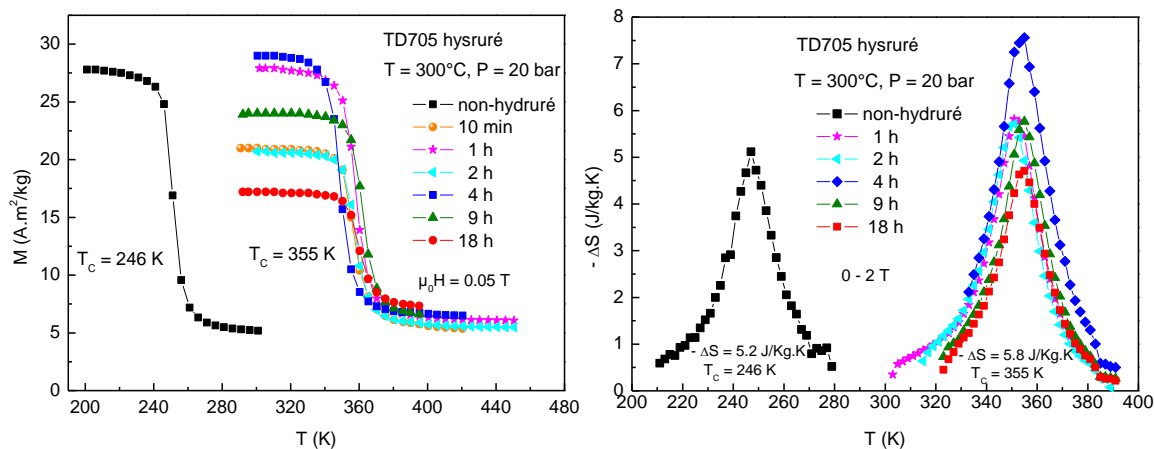 30
25
20
15
10
5
0
M (A.m²/kg)
200 240 280 320 360 400 440 480
T (K)
TD705 hysruré
T = 300°C, P = 20 bar
non-hydruré
10 min
1 h
2 h
4 h
9 h
18 h
T_C = 246 K
T_C = 355 K
μ₀H = 0.05 T
8
7
6
5
4
3
2
1
0
- ΔS (J/kg.K)
200 220 240 260 280 300 320 340 360 380 400
T (K)
TD705 hysruré
T = 300°C, P = 20 bar
non-hydruré
1 h
2 h
4 h
9 h
18 h
0 - 2 T
- ΔS = 5.2 J/Kg.K
T_C = 246 K
- ΔS = 5.8 J/Kg.K
T_C = 355 K